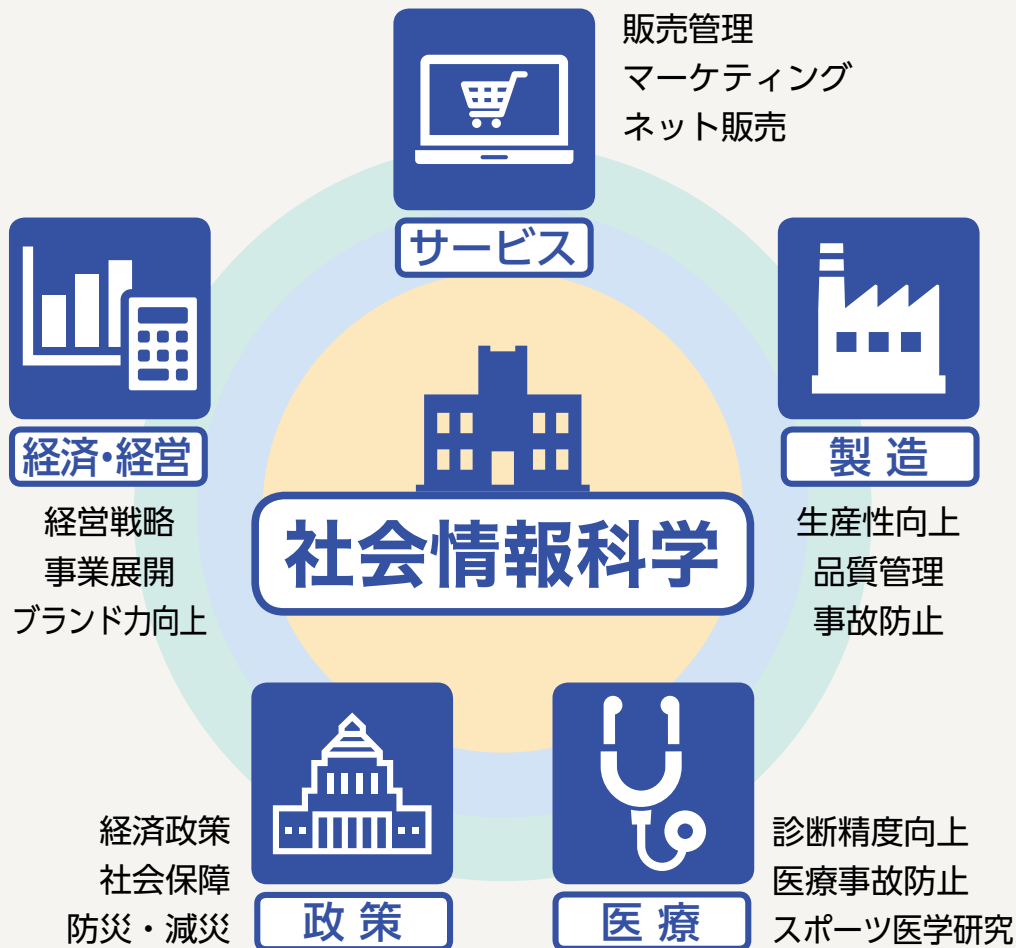 販売管理
マーケティング
ネット販売
サービス
経済・経営
経営戦略
事業展開
ブランド力向上
製造
生産性向上
品質管理
事故防止
社会情報科学
経済政策
社会保障
防災・減災
政策
診断精度向上
医療事故防止
スポーツ医学研究
医療